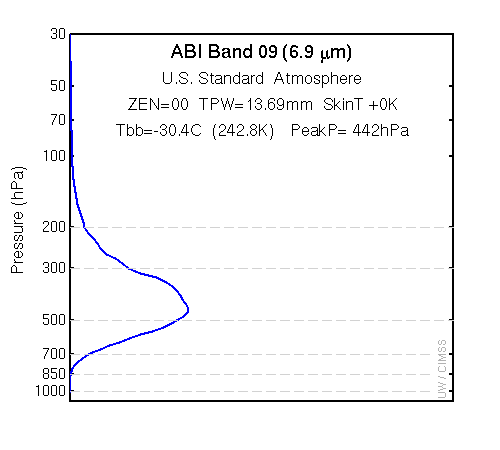 ABI Band 09 (6.9 µm)
U.S. Standard Atmosphere
ZEN=00 TPW=13.69mm SkinT +0K
Tbb=-30.4C (242.8K) PeakP= 442hPa
Pressure (hPa)
30
50
70
100
200
300
500
700
850
1000
UW / CIMSS